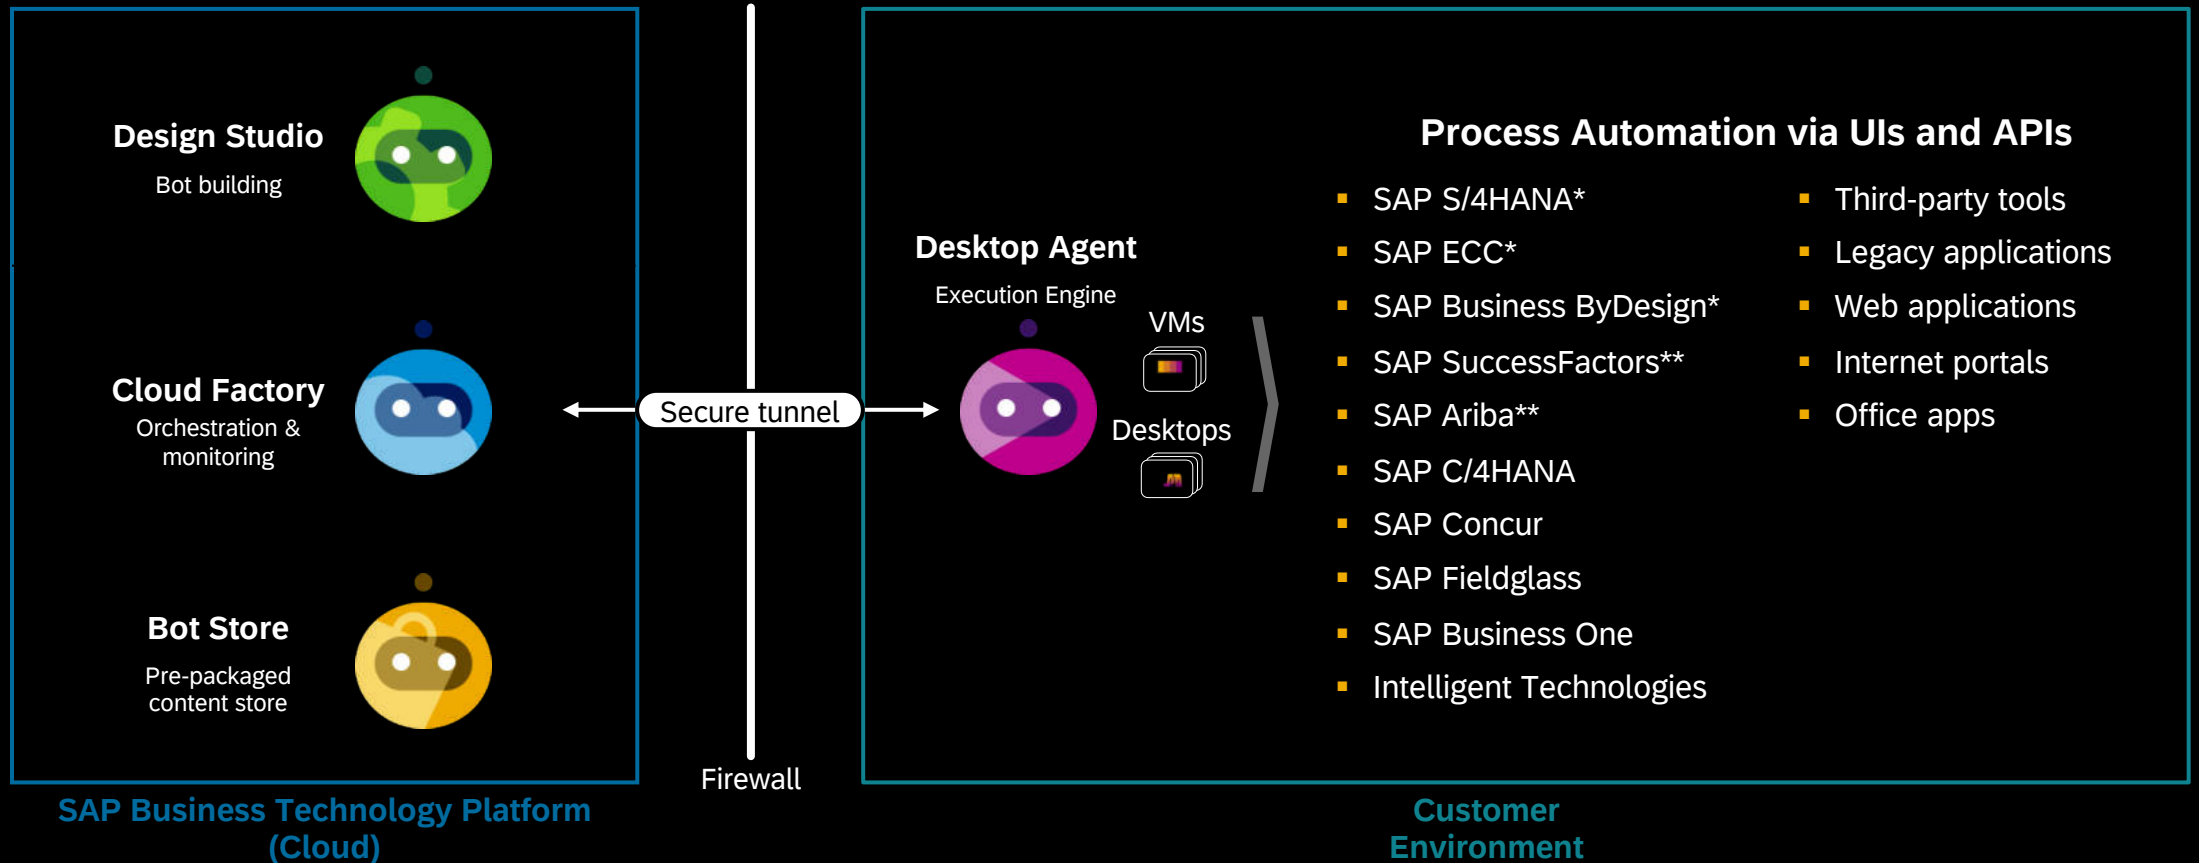 Design Studio
Bot building
Cloud Factory
Orchestration &
monitoring
Bot Store
Pre-packaged
content store
SAP Business Technology Platform
(Cloud)
Secure tunnel
Firewall
Desktop Agent
Execution Engine
VMs
Desktops
Process Automation via UIs and APIs
SAP S/4HANA*
SAP ECC*
SAP Business ByDesign*
SAP SuccessFactors**
SAP Ariba**
SAP C/4HANA
SAP Concur
SAP Fieldglass
SAP Business One
Intelligent Technologies
Third-party tools
Legacy applications
Web applications
Internet portals
Office apps
Customer
Environment